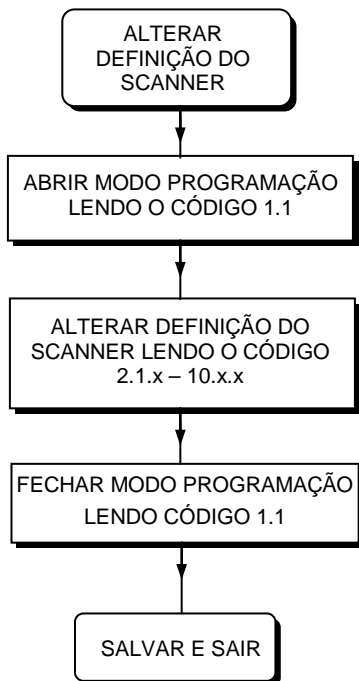 ALTERAR
DEFINIÇÃO DO
SCANNER
ABRIR MODO PROGRAMAÇÃO
LENDO O CÓDIGO 1.1
ALTERAR DEFINIÇÃO DO
SCANNER LENDO O CÓDIGO
2.1.x – 10.x.x
FECHAR MODO PROGRAMAÇÃO
LENDO CÓDIGO 1.1
SALVAR E SAIR